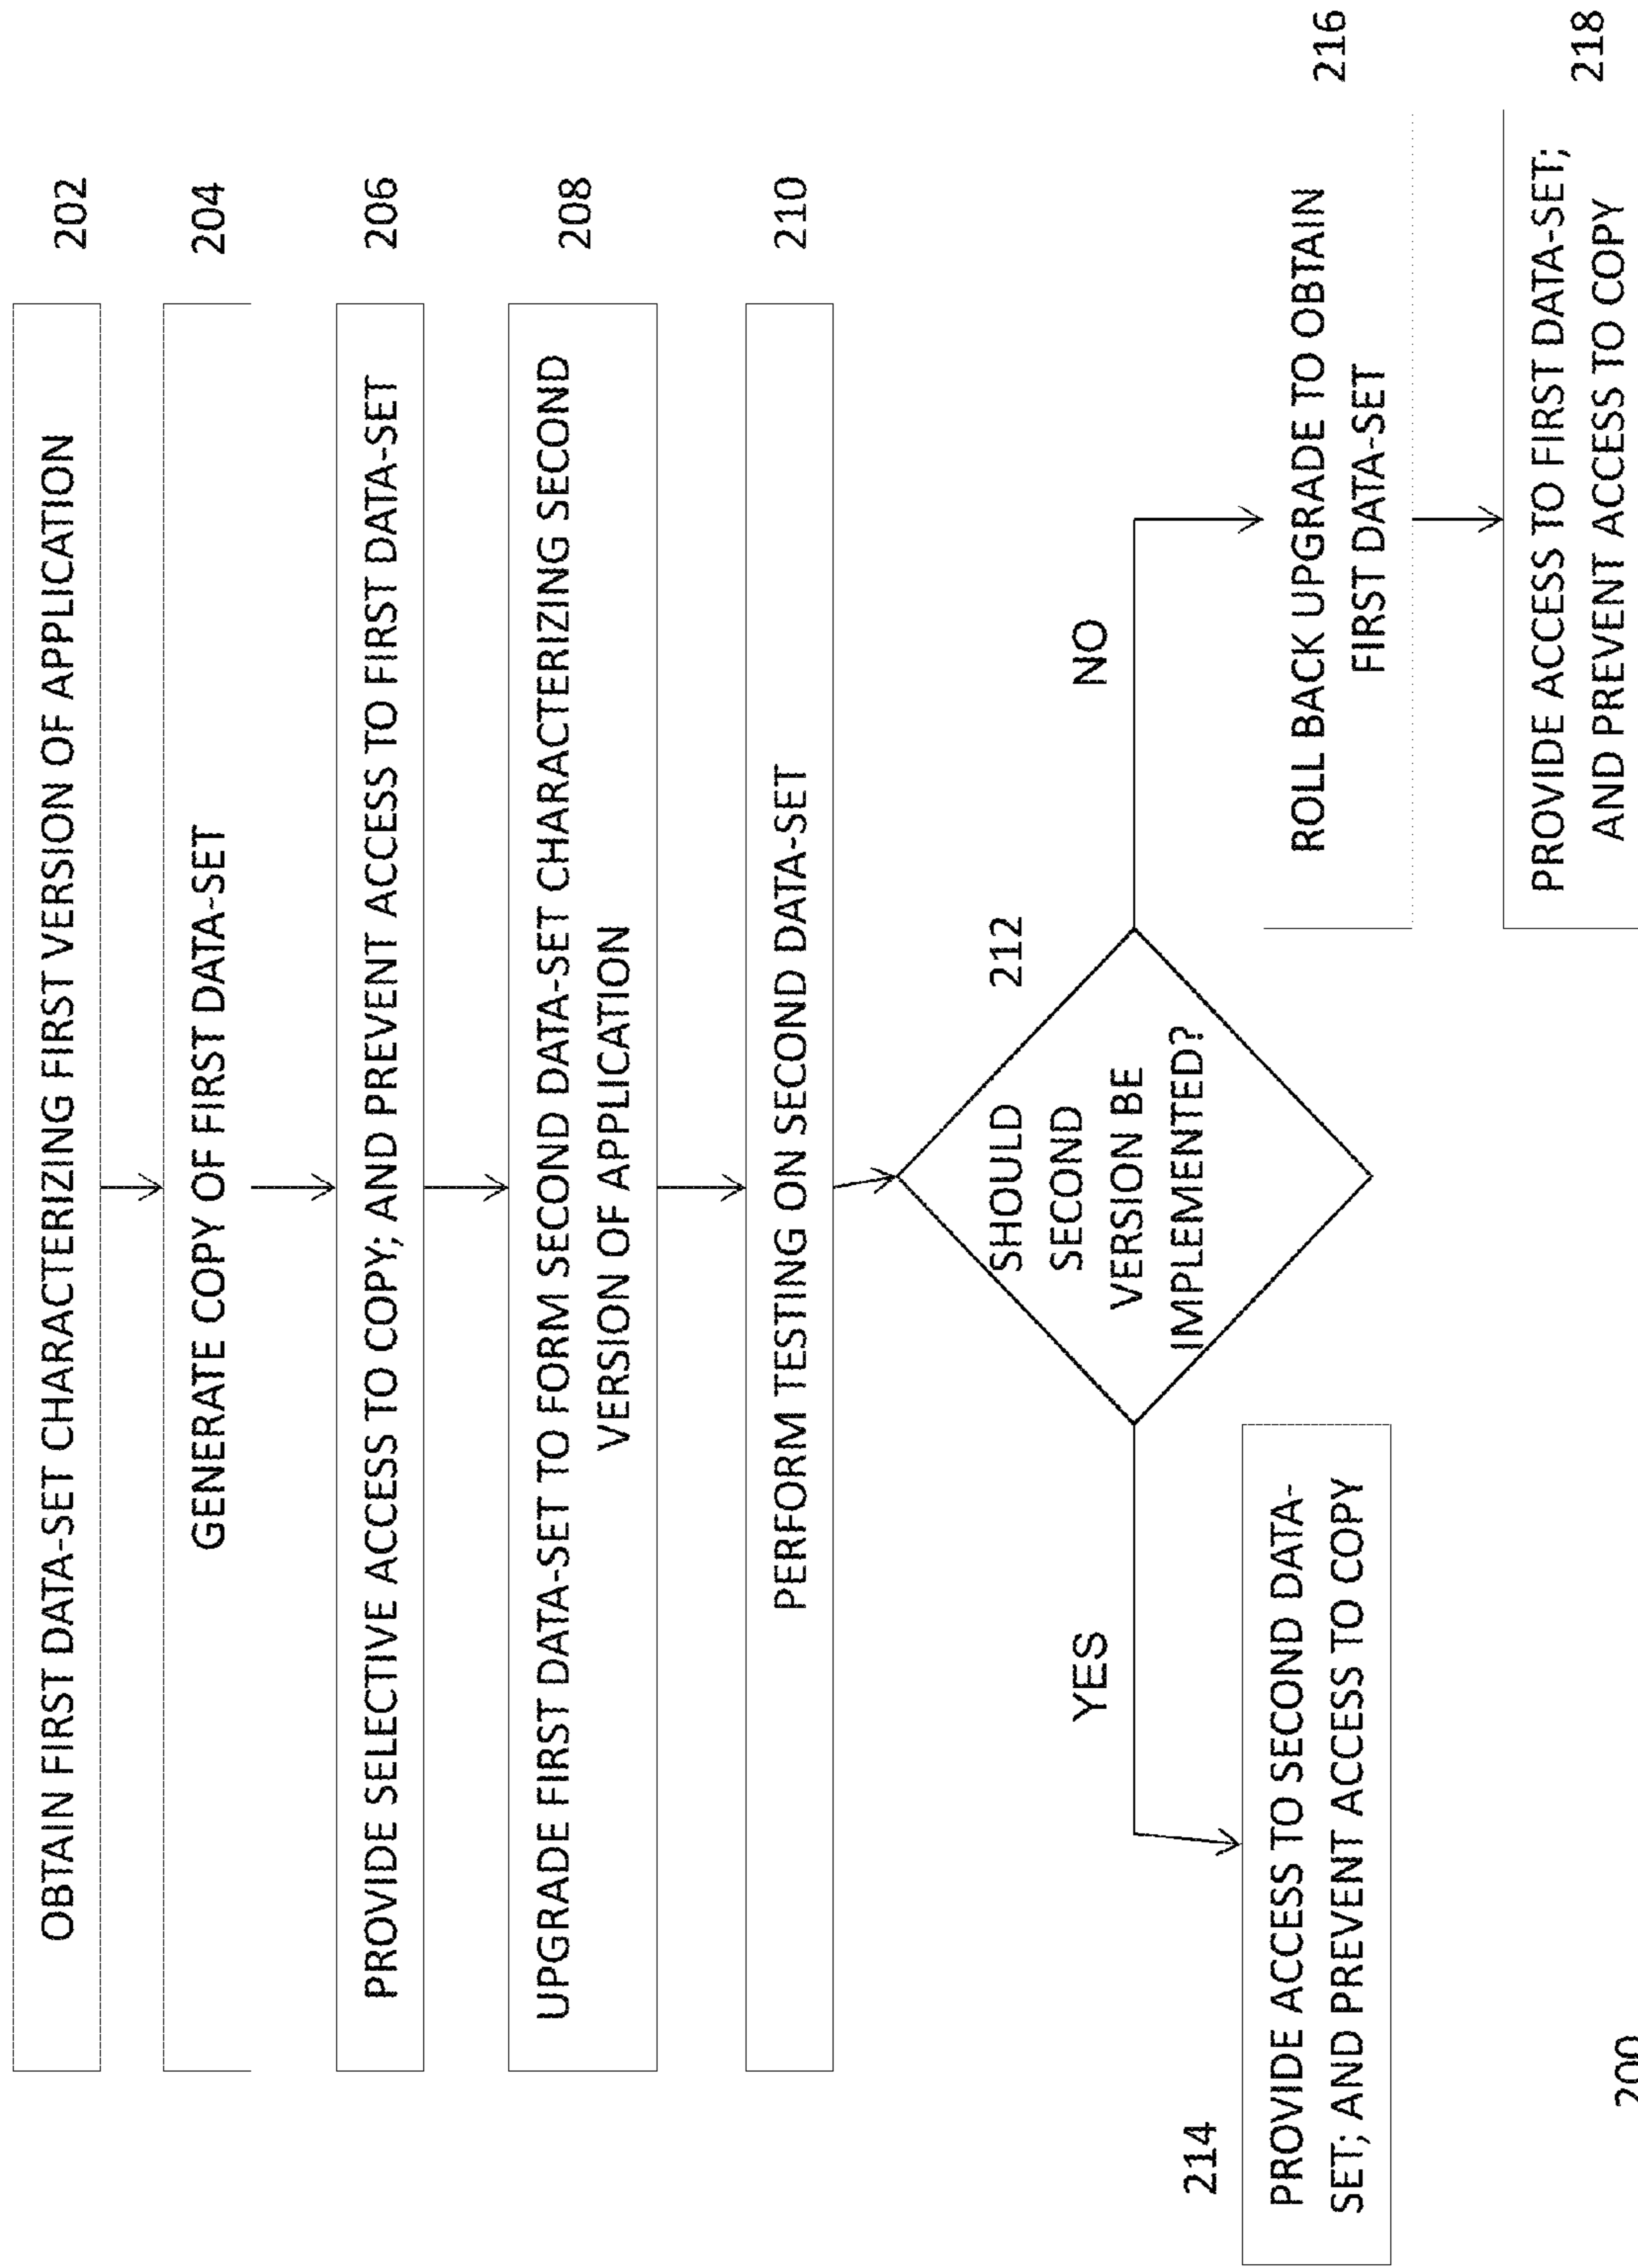 OBTAIN FIRST DATA-SET CHARACTERIZING FIRST VERSION OF APPLICATION
202
GENERATE COPY OF FIRST DATA-SET
204
PROVIDE SELECTIVE ACCESS TO COPY; AND PREVENT ACCESS TO FIRST DATA-SET
206
UPGRADE FIRST DATA-SET TO FORM SECOND DATA-SET CHARACTERIZING SECOND
VERSION OF APPLICATION
208
PERFORM TESTING ON SECOND DATA-SET
210
SHOULD
SECOND
VERSION BE
IMPLEMENTED?
212
YES
NO
214
PROVIDE ACCESS TO SECOND DATA-
SET; AND PREVENT ACCESS TO COPY
ROLL BACK UPGRADE TO OBTAIN
FIRST DATA-SET
216
PROVIDE ACCESS TO FIRST DATA-SET;
AND PREVENT ACCESS TO COPY
218
200